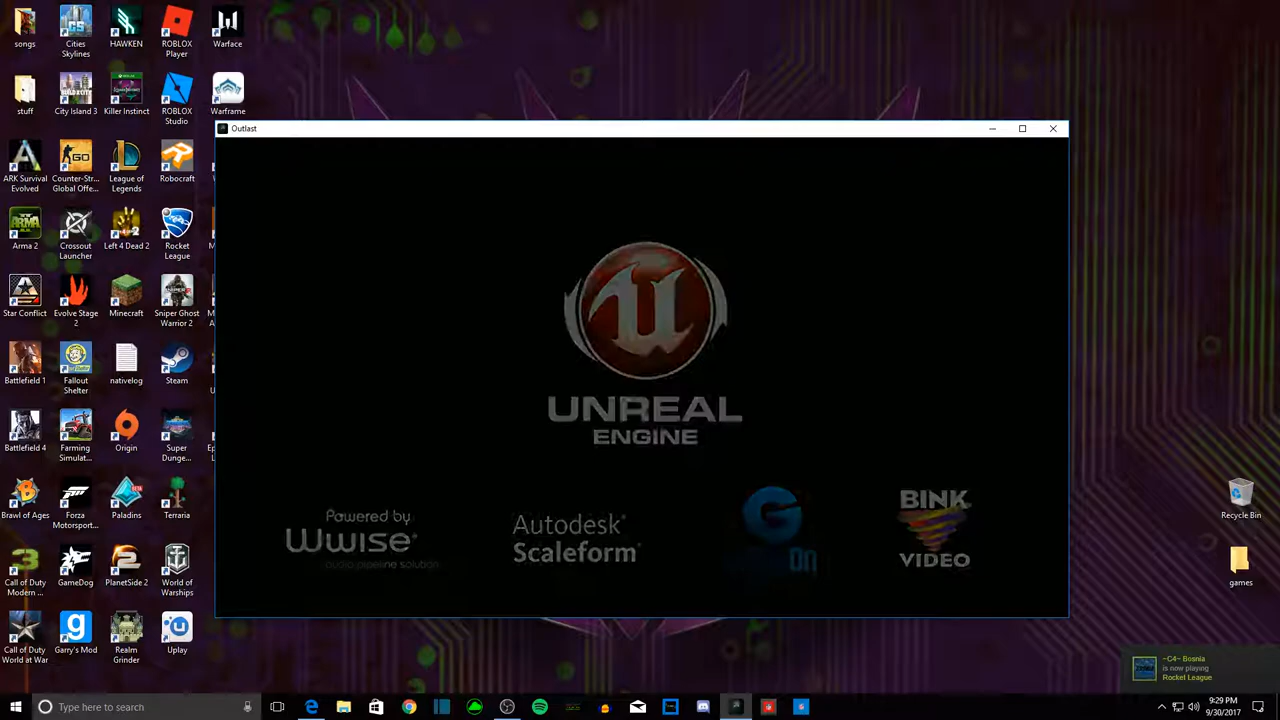 songs
Cities
Skylines
HAWKEN
ROBLOX
Player
Warface
stuff
City Island 3
Killer Instinct
ROBLOX
Studio
Warframe
Outlast
ARK Survival
Evolved
Counter-Str...
Global Offe...
League of
Legends
Robocraft
Arma 2
Crossout
Launcher
Left 4 Dead 2
Rocket
League
Star Conflict
Evolve Stage
2
Minecraft
Sniper Ghost
Warrior 2
Battlefield 1
Fallout
Shelter
nativelog
Steam
UNREAL
ENGINE
Battlefield 4
Farming
Simulat...
Origin
Super
Dunge...
Brawl of Ages
Forza
Motorsport...
Paladins
Terraria
Powered by
Wwise
audio pipeline solution
Autodesk®
Scaleform®
On
BINK
VIDEO
Recycle Bin
games
Call of Duty
Modern ...
GameDog
PlanetSide 2
World of
Warships
Call of Duty
World at War
Garry's Mod
Realm
Grinder
Uplay
~C4~ Bosnia
is now playing
Rocket League
Type here to search
9:29 PM
9/30/2017